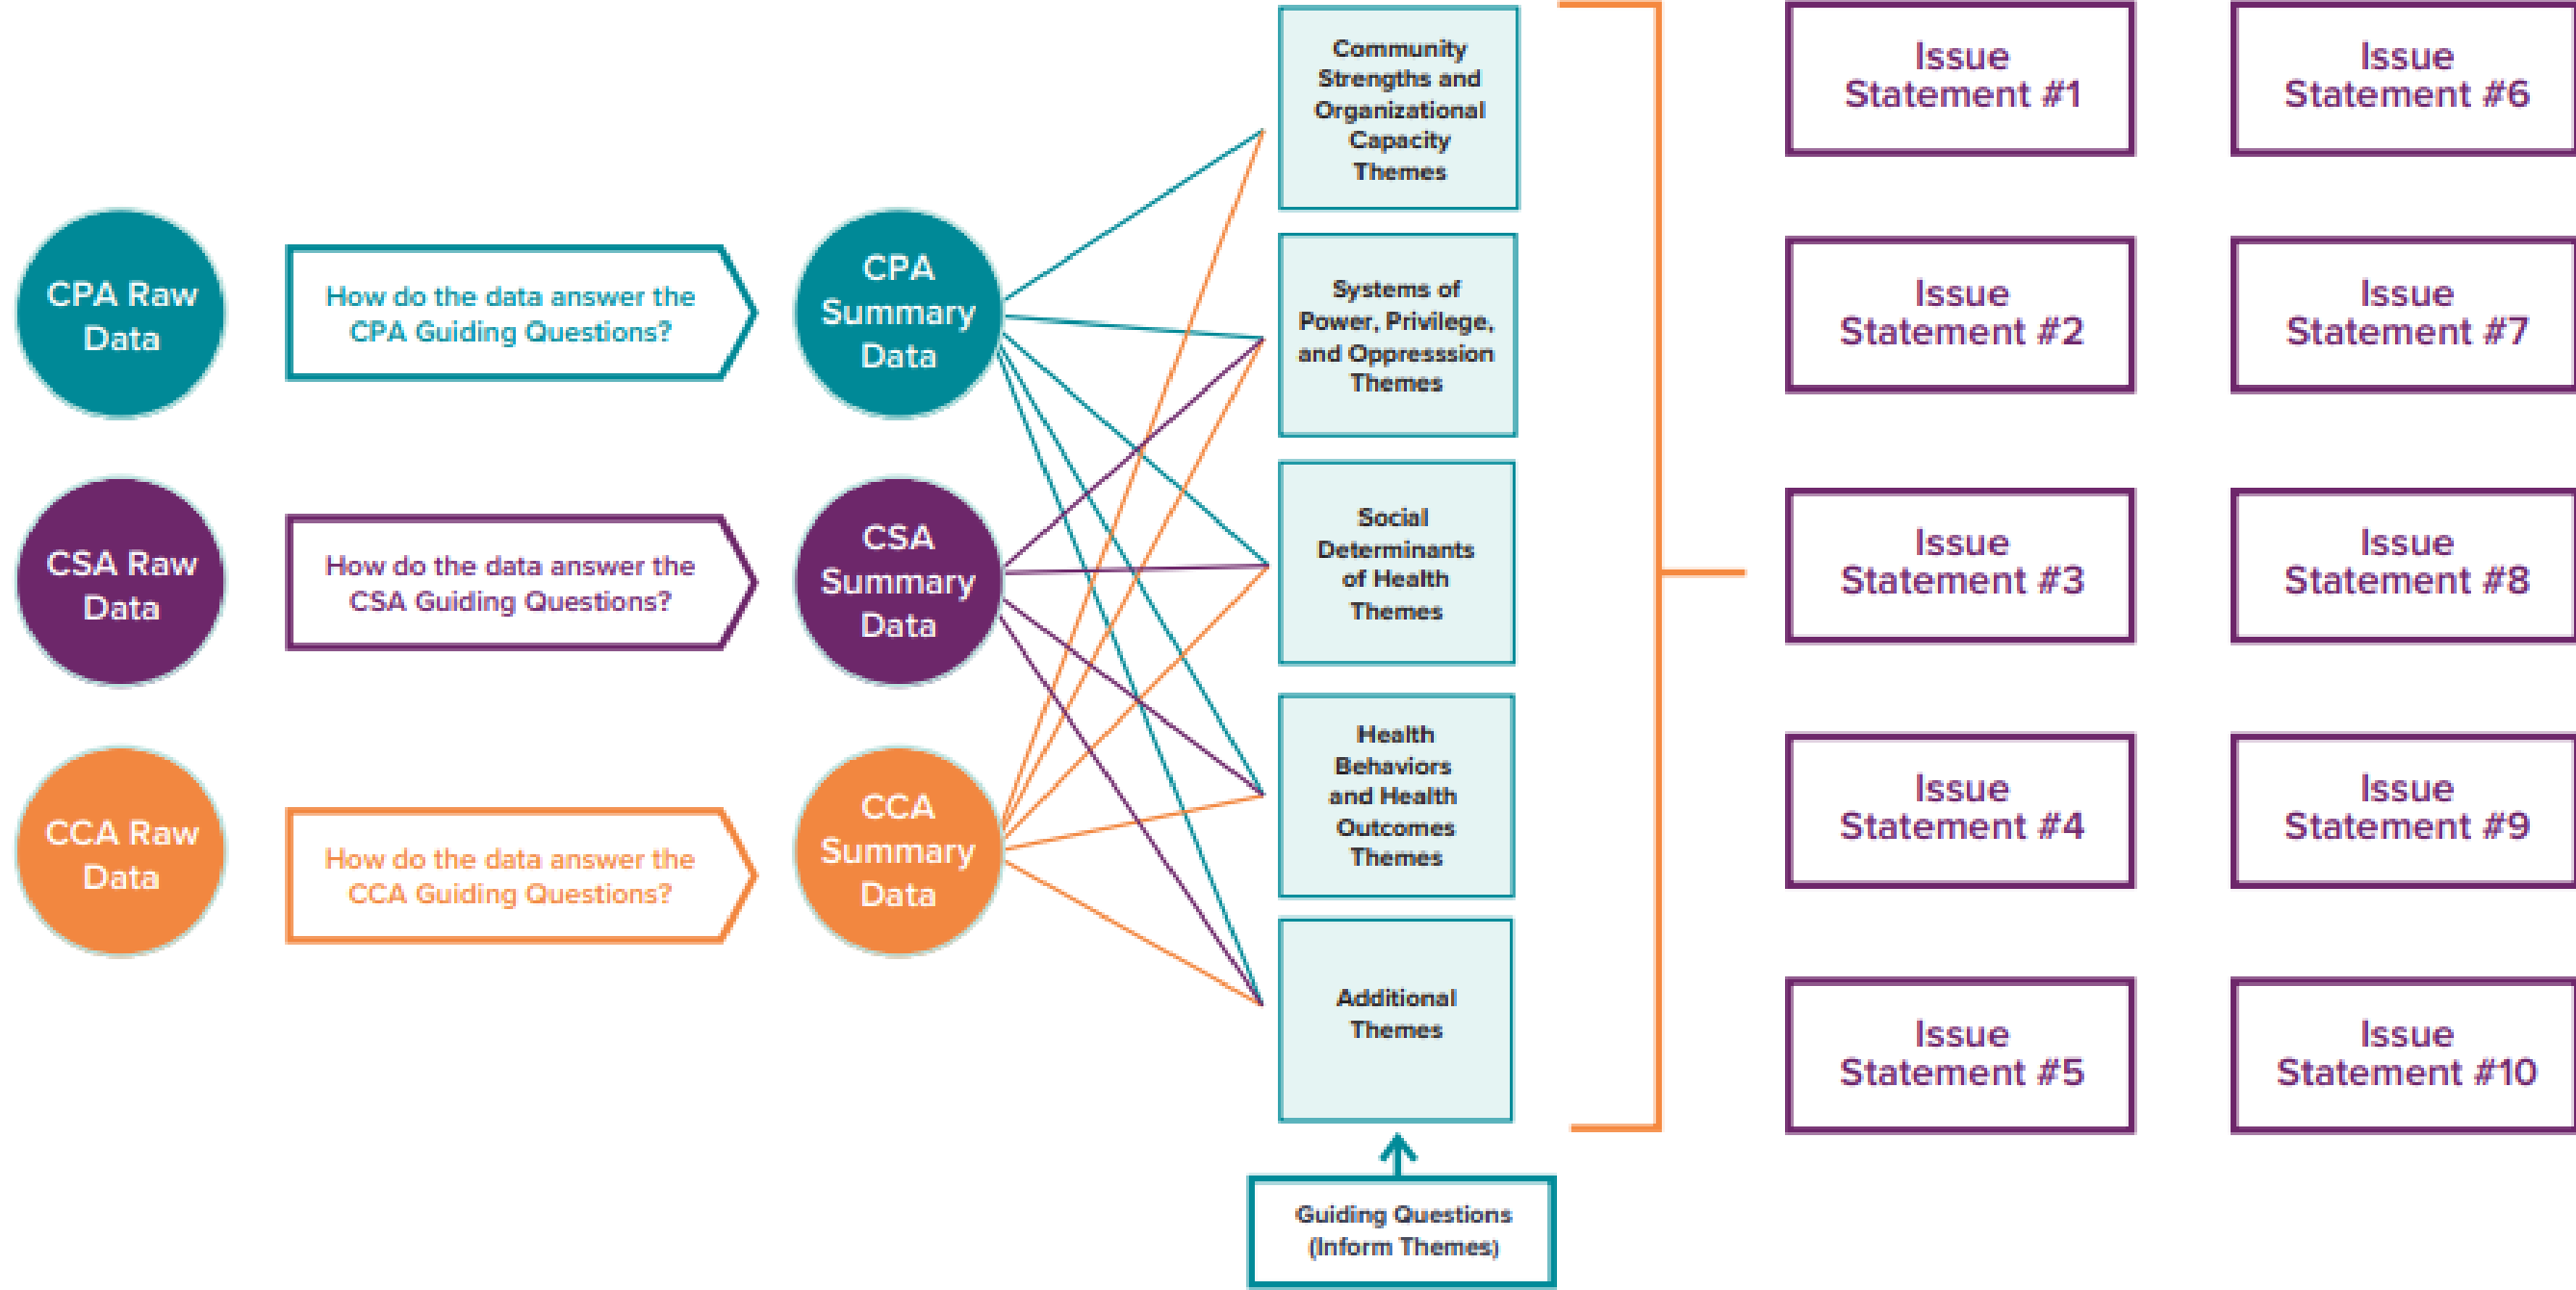 CPA Raw
Data
How do the data answer the
CPA Guiding Questions?
CPA
Summary
Data
CSA Raw
Data
How do the data answer the
CSA Guiding Questions?
CSA
Summary
Data
CCA Raw
Data
How do the data answer the
CCA Guiding Questions?
CCA
Summary
Data
Community
Strengths and
Organizational
Capacity
Themes
Systems of
Power, Privilege,
and Oppresssion
Themes
Social
Determinants
of Health
Themes
Health
Behaviors
and Health
Outcomes
Themes
Additional
Themes
Guiding Questions
(Inform Themes)
Issue
Statement #1
Issue
Statement #2
Issue
Statement #3
Issue
Statement #4
Issue
Statement #5
Issue
Statement #6
Issue
Statement #7
Issue
Statement #8
Issue
Statement #9
Issue
Statement #10